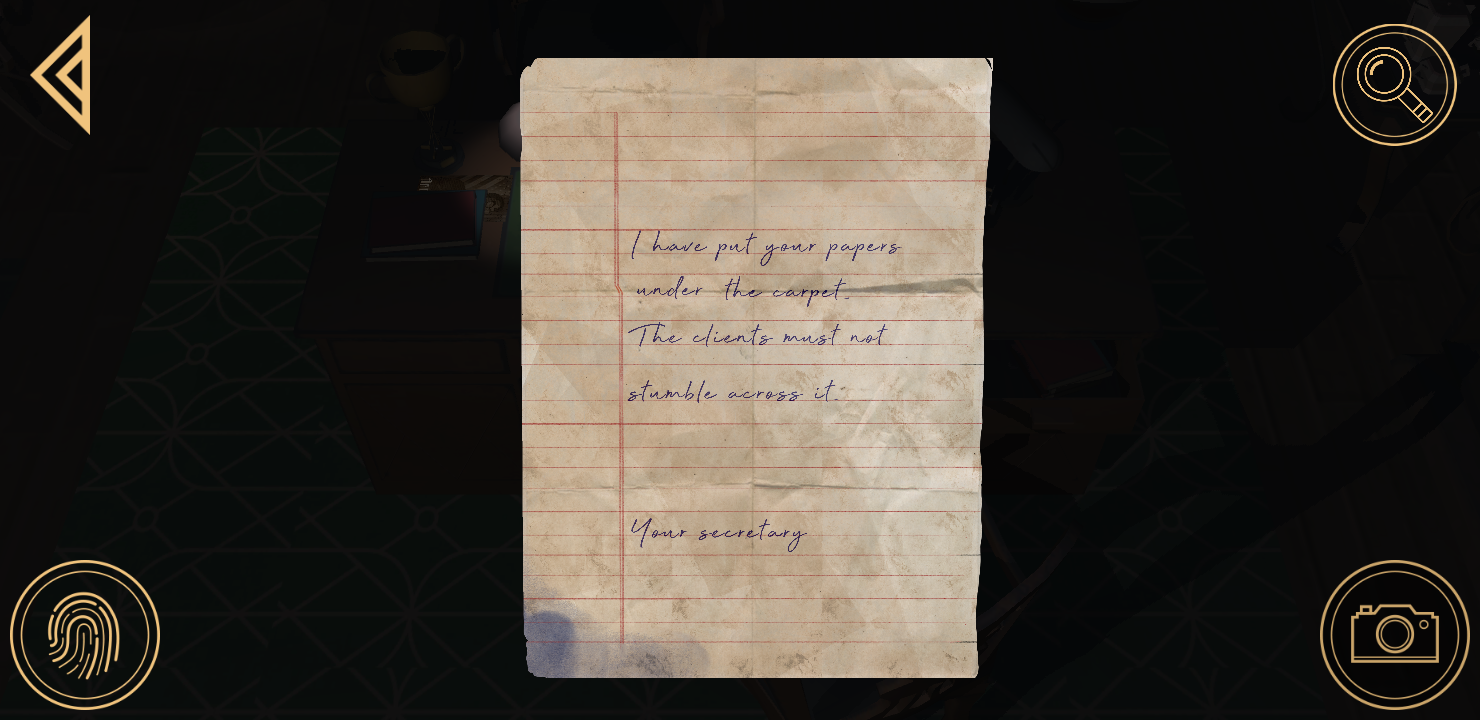 I have put your papers
under the carpet.
The clients must not
stumble across it.
Your secretary